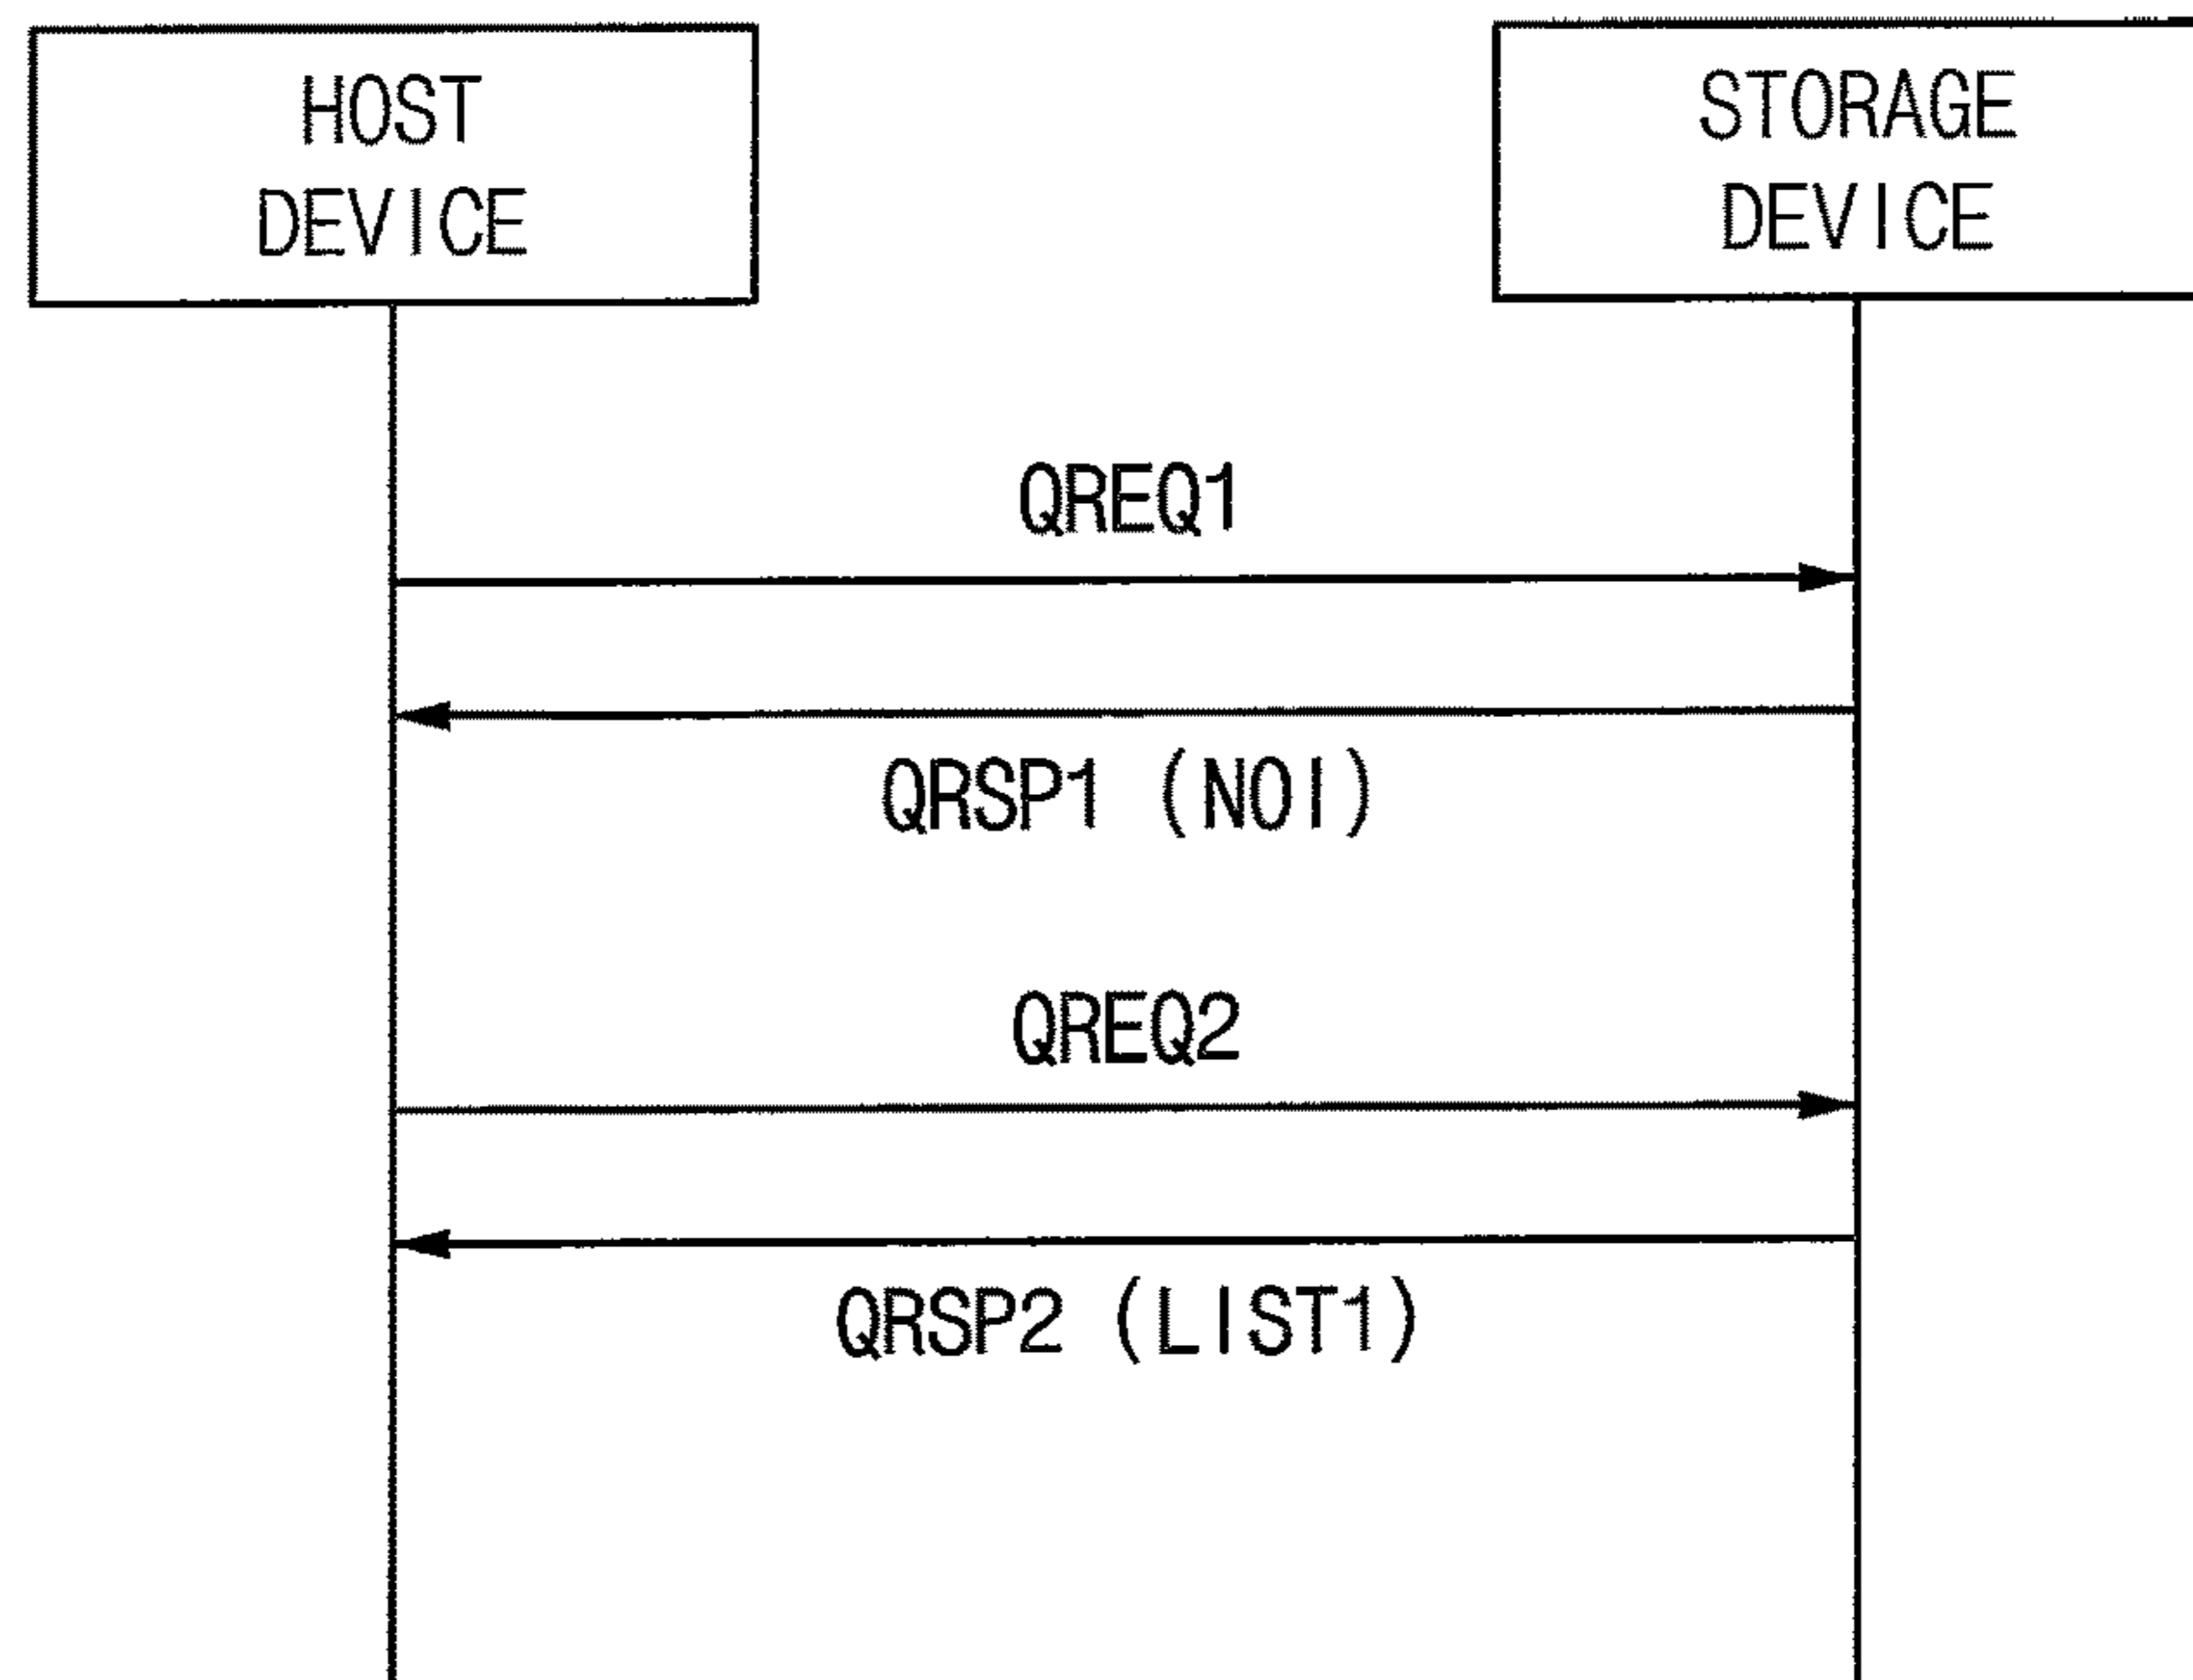 HOST
DEVICE
STORAGE
DEVICE
QREQ1
QRSP1 (NOI)
QREQ2
QRSP2 (LIST1)